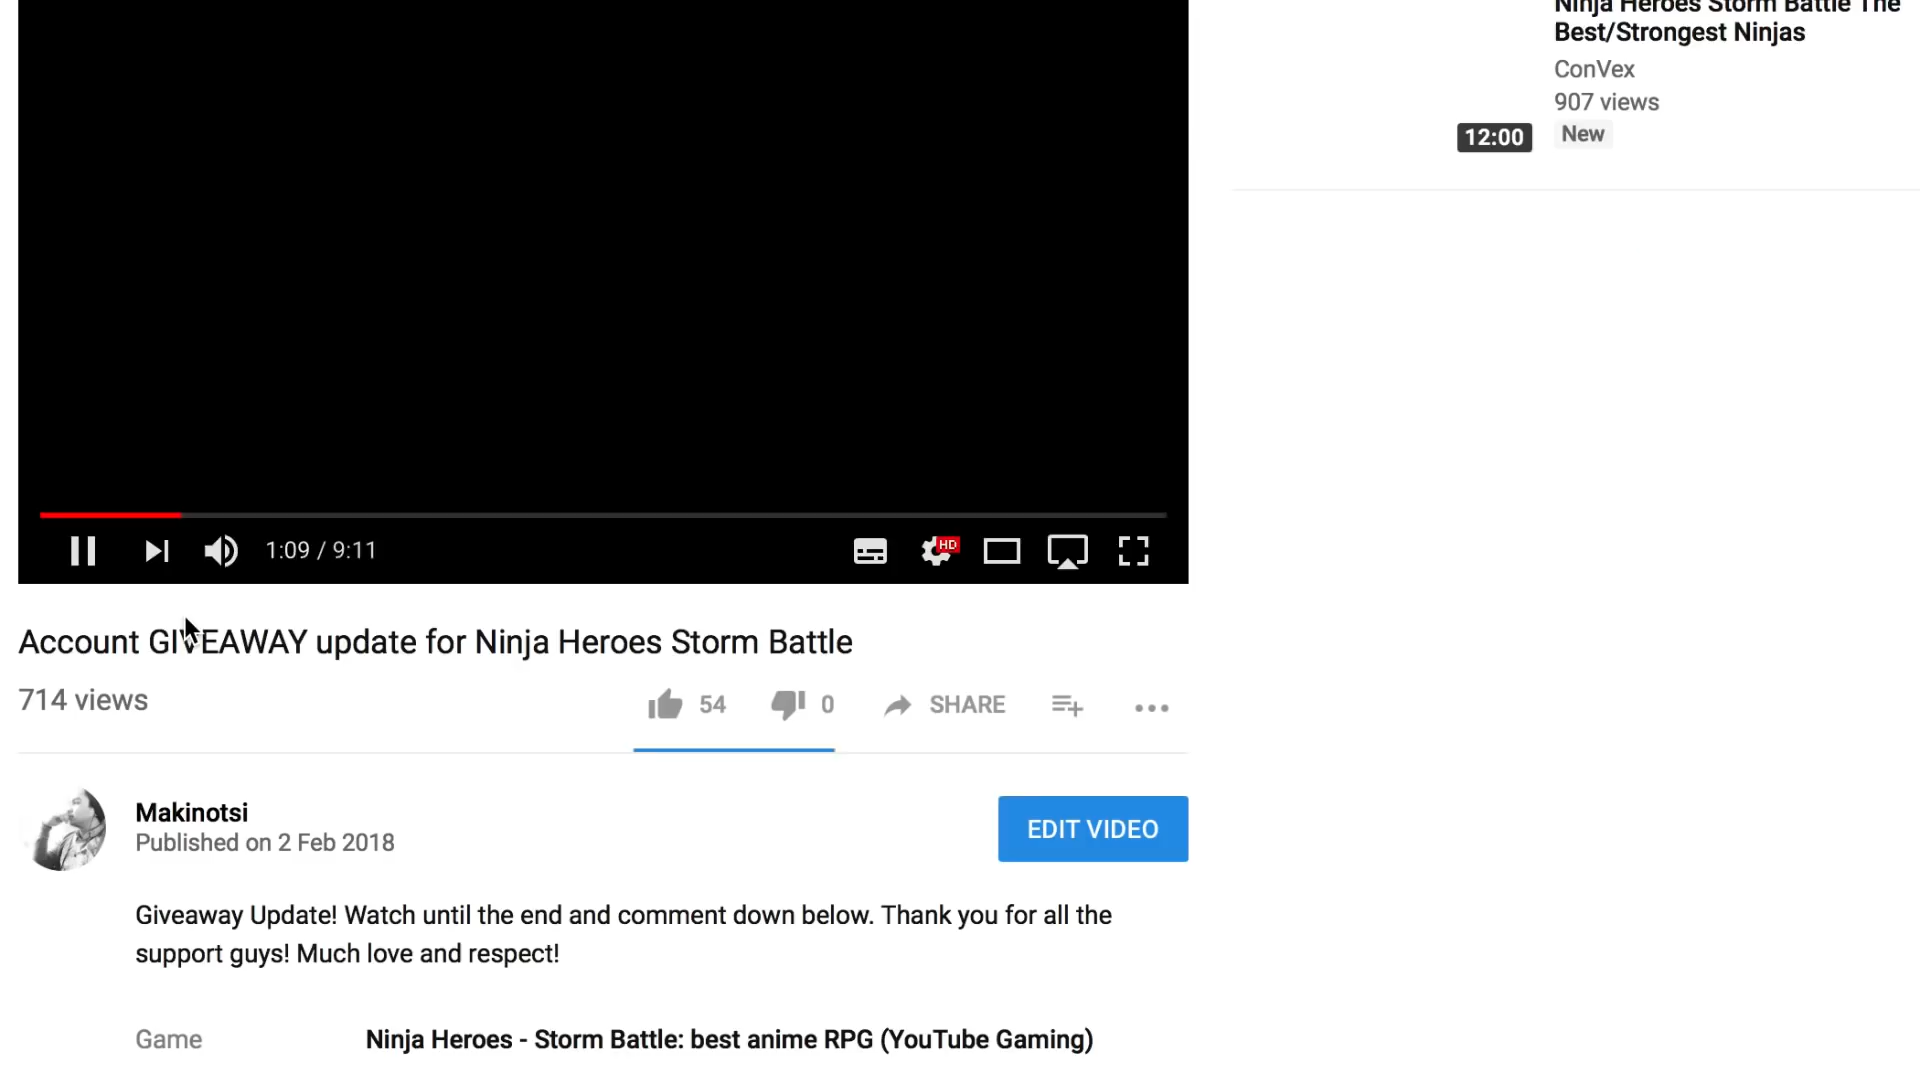 Ninja Heroes Storm Battle The
Best/Strongest Ninjas
ConVex
907 views
12:00
New
HD
1:09 / 9:11
Account GIVEAWAY update for Ninja Heroes Storm Battle
714 views
54
0
SHARE
Makinotsi
Published on 2 Feb 2018
EDIT VIDEO
Giveaway Update! Watch until the end and comment down below. Thank you for all the
support guys! Much love and respect!
Game
Ninja Heroes - Storm Battle: best anime RPG (YouTube Gaming)